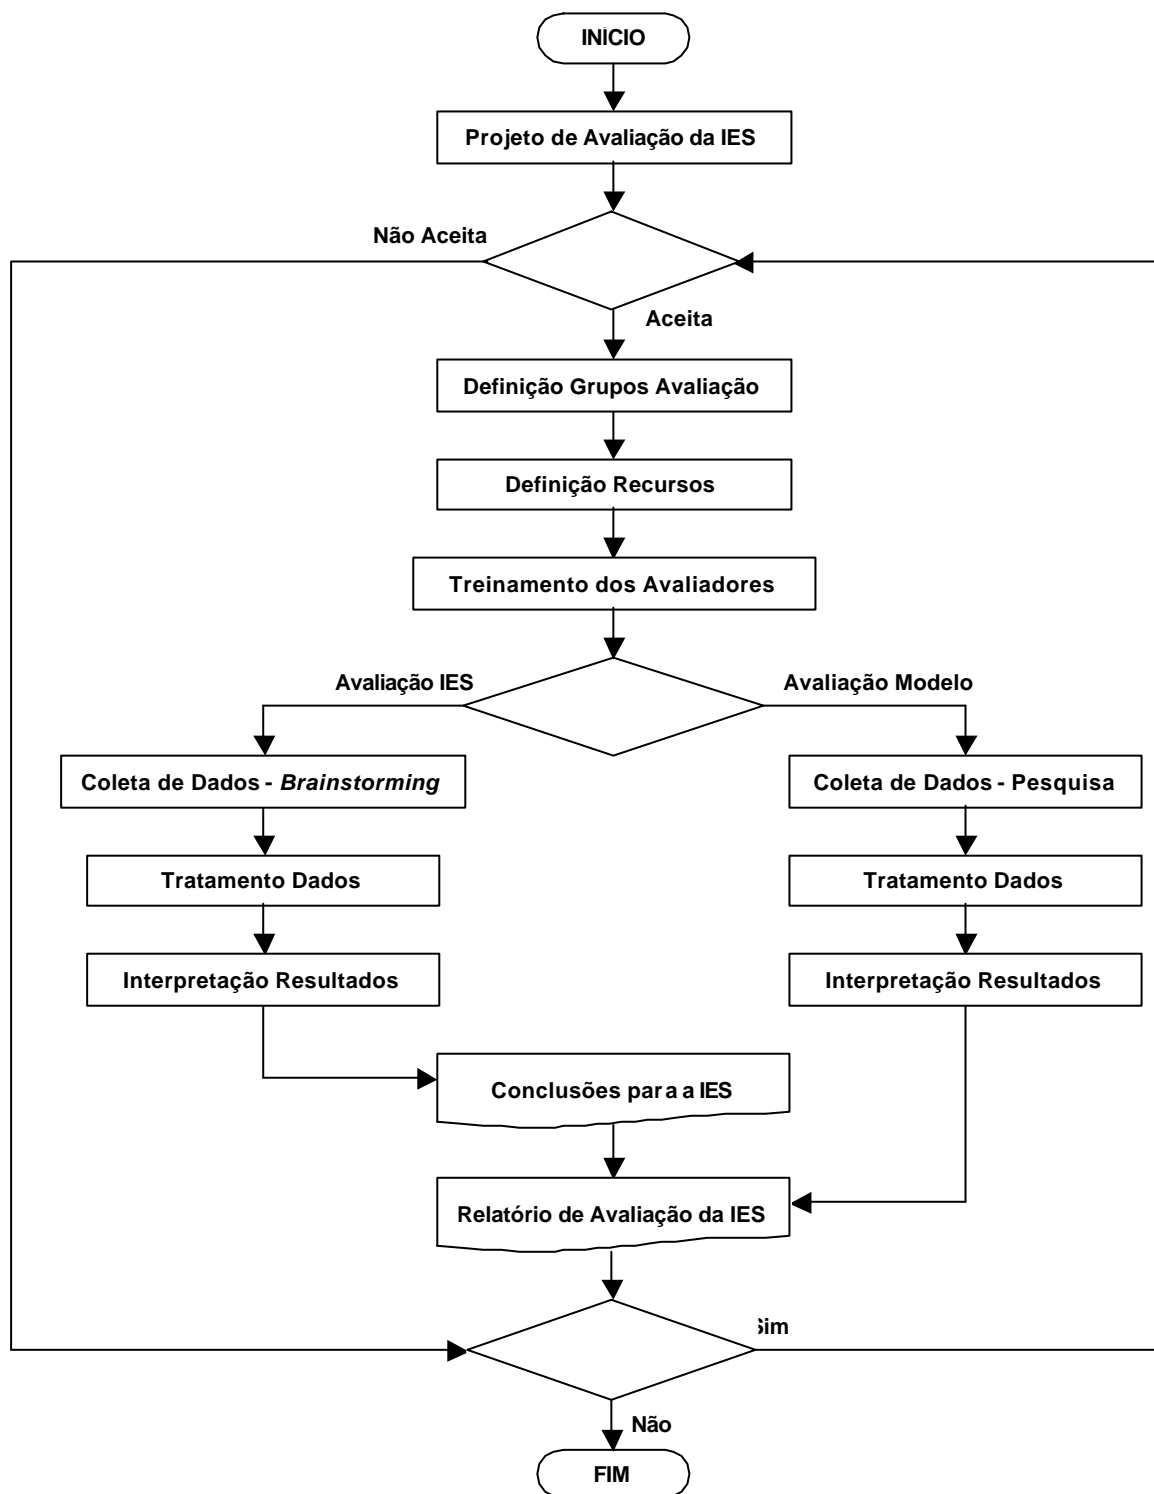 INÍCIO
Projeto de Avaliação da IES
Não Aceita
Aceita
Definição Grupos Avaliação
Definição Recursos
Treinamento dos Avaliadores
Avaliação IES
Avaliação Modelo
Coleta de Dados - Brainstorming
Coleta de Dados - Pesquisa
Tratamento Dados
Tratamento Dados
Interpretação Resultados
Interpretação Resultados
Conclusões para a IES
Relatório de Avaliação da IES
Sim
Não
FIM